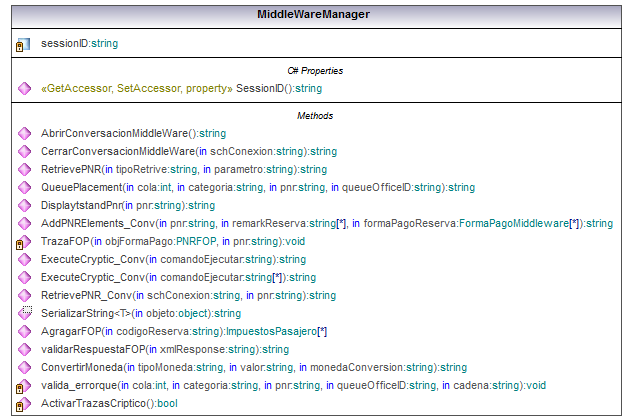 MiddleWareManager
sessionID:string
C# Properties
«GetAccessor, SetAccessor, property» SessionID():string
Methods
AbrirConversacionMiddleWare():string
CerrarConversacionMiddleWare(in schConexion:string):string
RetrievePNR(in tipoRetrive:string, in parametro:string):string
QueuePlacement(in cola:int, in categoria:string, in pnr:string, in queueOfficeID:string):string
DisplaytstandPnr(in pnr:string):string
AddPNRElements_Conv(in pnr:string, in remarkReserva:string[*], in formaPagoReserva:FormaPagoMiddleware[*]):string
TrazaFOP(in objFormaPago:PNRFOP, in pnr:string):void
ExecuteCryptic_Conv(in comandoEjecutar:string):string
ExecuteCryptic_Conv(in comandoEjecutar:string[*]):string
RetrievePNR_Conv(in schConexion:string, in pnr:string):string
SerializarString<T>(in objeto:object):string
AgragarFOP(in codigoReserva:string):ImpuestosPasajero[*]
validarRespuestaFOP(in xmlResponse:string):string
ConvertirMoneda(in tipoMoneda:string, in valor:string, in monedaConversion:string):string
valida_errorque(in cola:int, in categoria:string, in pnr:string, in queueOfficeID:string, in cadena:string):void
ActivarTrazasCriptico():bool